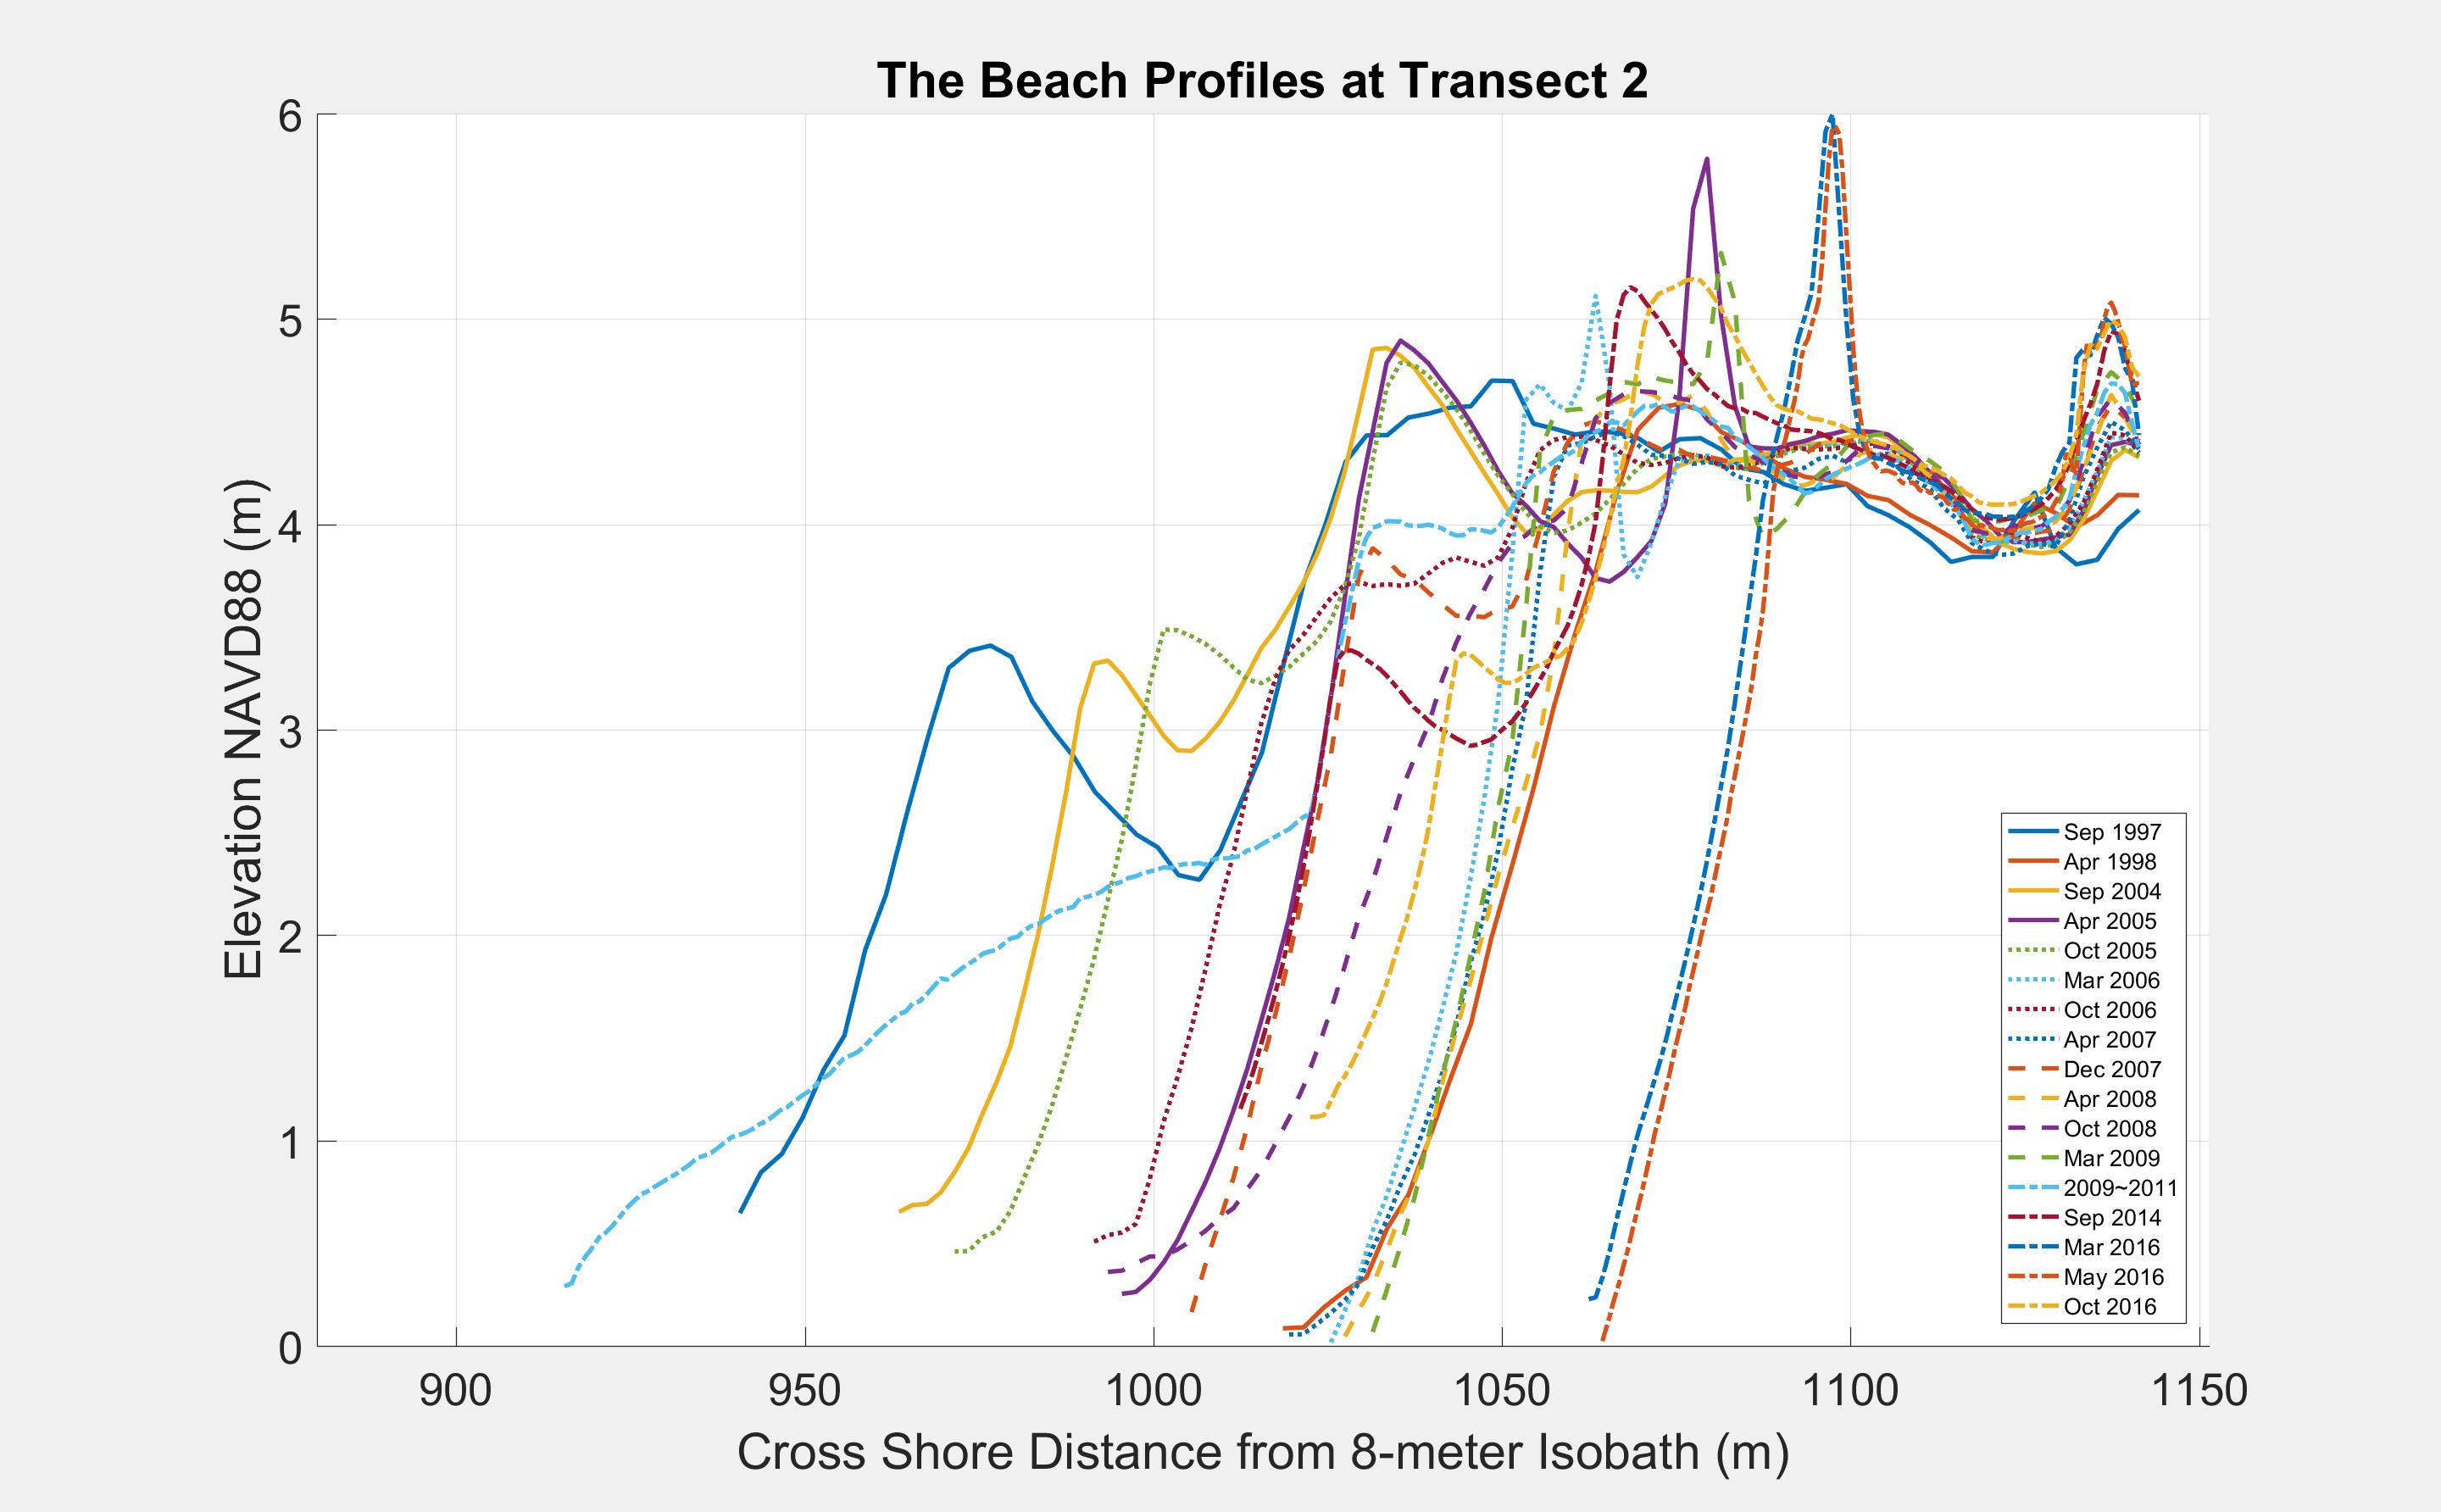 The Beach Profiles at Transect 2
6
5
4
3
2
1
0
Elevation NAVD88 (m)
900 950 1000 1050 1100 1150
Cross Shore Distance from 8-meter Isobath (m)
Sep 1997
Apr 1998
Sep 2004
Apr 2005
Oct 2005
Mar 2006
Oct 2006
Apr 2007
Dec 2007
Apr 2008
Oct 2008
Mar 2009
2009~2011
Sep 2014
Mar 2016
May 2016
Oct 2016